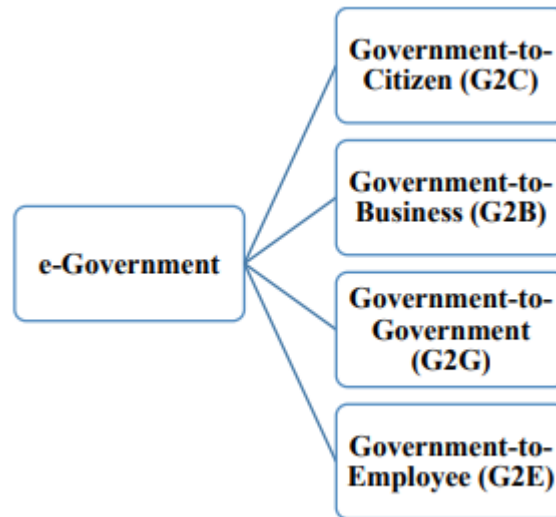 Government-to-
Citizen (G2C)
Government-to-
Business (G2B)
e-Government
Government-to-
Government
(G2G)
Government-to-
Employee (G2E)